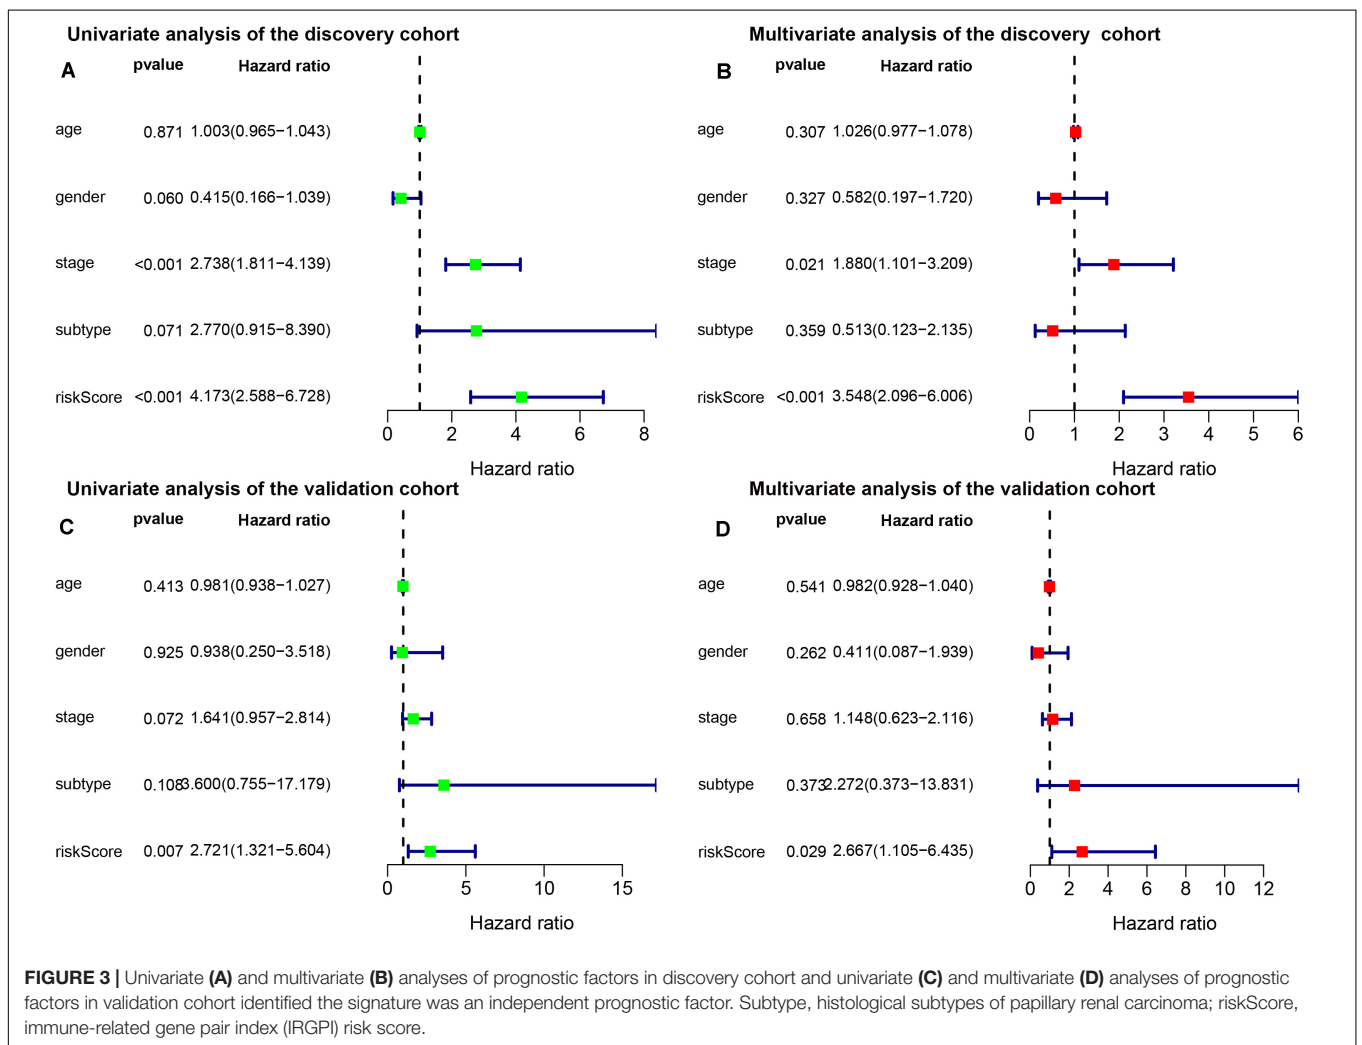 Univariate analysis of the discovery cohort
A pvalue Hazard ratio
age 0.871 1.003(0.965−1.043)
gender 0.060 0.415(0.166−1.039)
stage <0.001 2.738(1.811−4.139)
subtype 0.071 2.770(0.915−8.390)
riskScore <0.001 4.173(2.588−6.728)
0 2 4 6 8
Hazard ratio
Multivariate analysis of the discovery cohort
B pvalue Hazard ratio
age 0.307 1.026(0.977−1.078)
gender 0.327 0.582(0.197−1.720)
stage 0.021 1.880(1.101−3.209)
subtype 0.359 0.513(0.123−2.135)
riskScore <0.001 3.548(2.096−6.006)
0 1 2 3 4 5 6
Hazard ratio
Univariate analysis of the validation cohort
C pvalue Hazard ratio
age 0.413 0.981(0.938−1.027)
gender 0.925 0.938(0.250−3.518)
stage 0.072 1.641(0.957−2.814)
subtype 0.108 3.600(0.755−17.179)
riskScore 0.007 2.721(1.321−5.604)
0 5 10 15
Hazard ratio
Multivariate analysis of the validation cohort
D pvalue Hazard ratio
age 0.541 0.982(0.928−1.040)
gender 0.262 0.411(0.087−1.939)
stage 0.658 1.148(0.623−2.116)
subtype 0.373 2.272(0.373−13.831)
riskScore 0.029 2.667(1.105−6.435)
0 2 4 6 8 10 12
Hazard ratio
FIGURE 3 | Univariate (A) and multivariate (B) analyses of prognostic factors in discovery cohort and univariate (C) and multivariate (D) analyses of prognostic
factors in validation cohort identified the signature was an independent prognostic factor. Subtype, histological subtypes of papillary renal carcinoma; riskScore,
immune-related gene pair index (IRGPI) risk score.